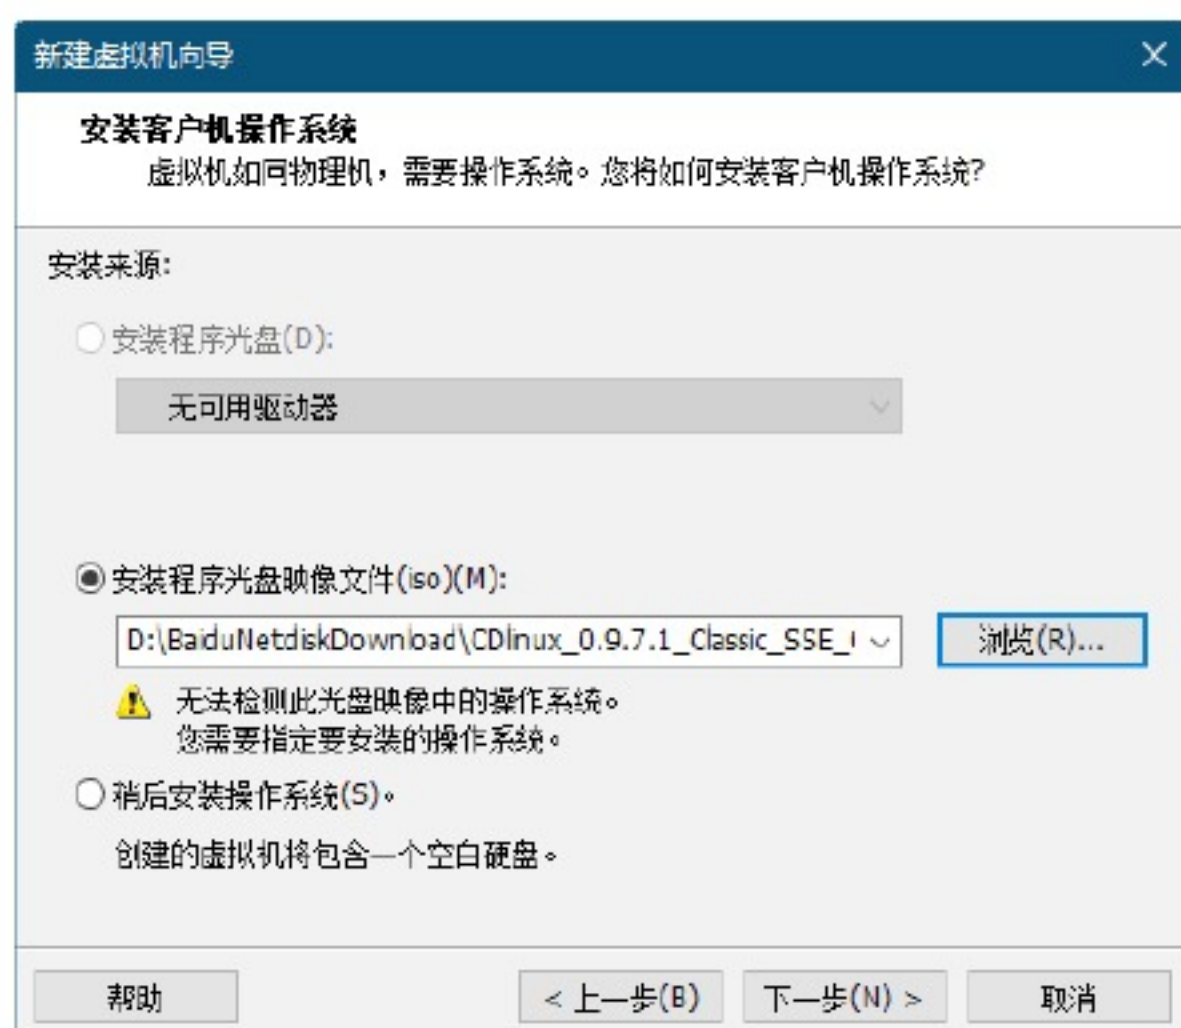 新建虚拟机向导
安装客户机操作系统
虚拟机如同物理机，需要操作系统。您将如何安装客户机操作系统?
安装来源:
安装程序光盘(D):
无可用驱动器
安装程序光盘映像文件(iso)(M):
D:\BaiduNetdiskDownload\CDlinux_0.9.7.1_Classic_SSE_
浏览(R)...
无法检测此光盘映像中的操作系统。
您需要指定要安装的操作系统。
稍后安装操作系统(S)。
创建的虚拟机将包含一个空白硬盘。
帮助
< 上一步(B)
下一步(N) >
取消